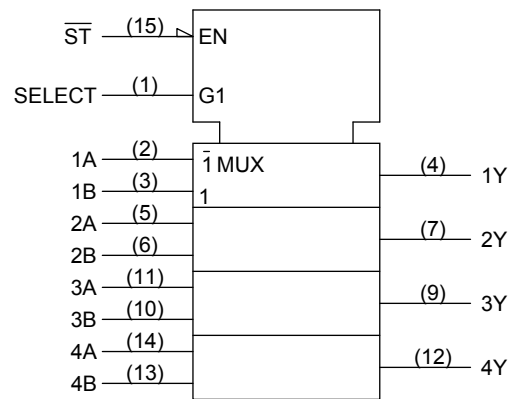 S̅T̅ (15) EN
SELECT (1) G1
1A (2) 1̅ MUX (4) 1Y
1B (3) 1
2A (5) (7) 2Y
2B (6)
3A (11) (9) 3Y
3B (10)
4A (14) (12) 4Y
4B (13)